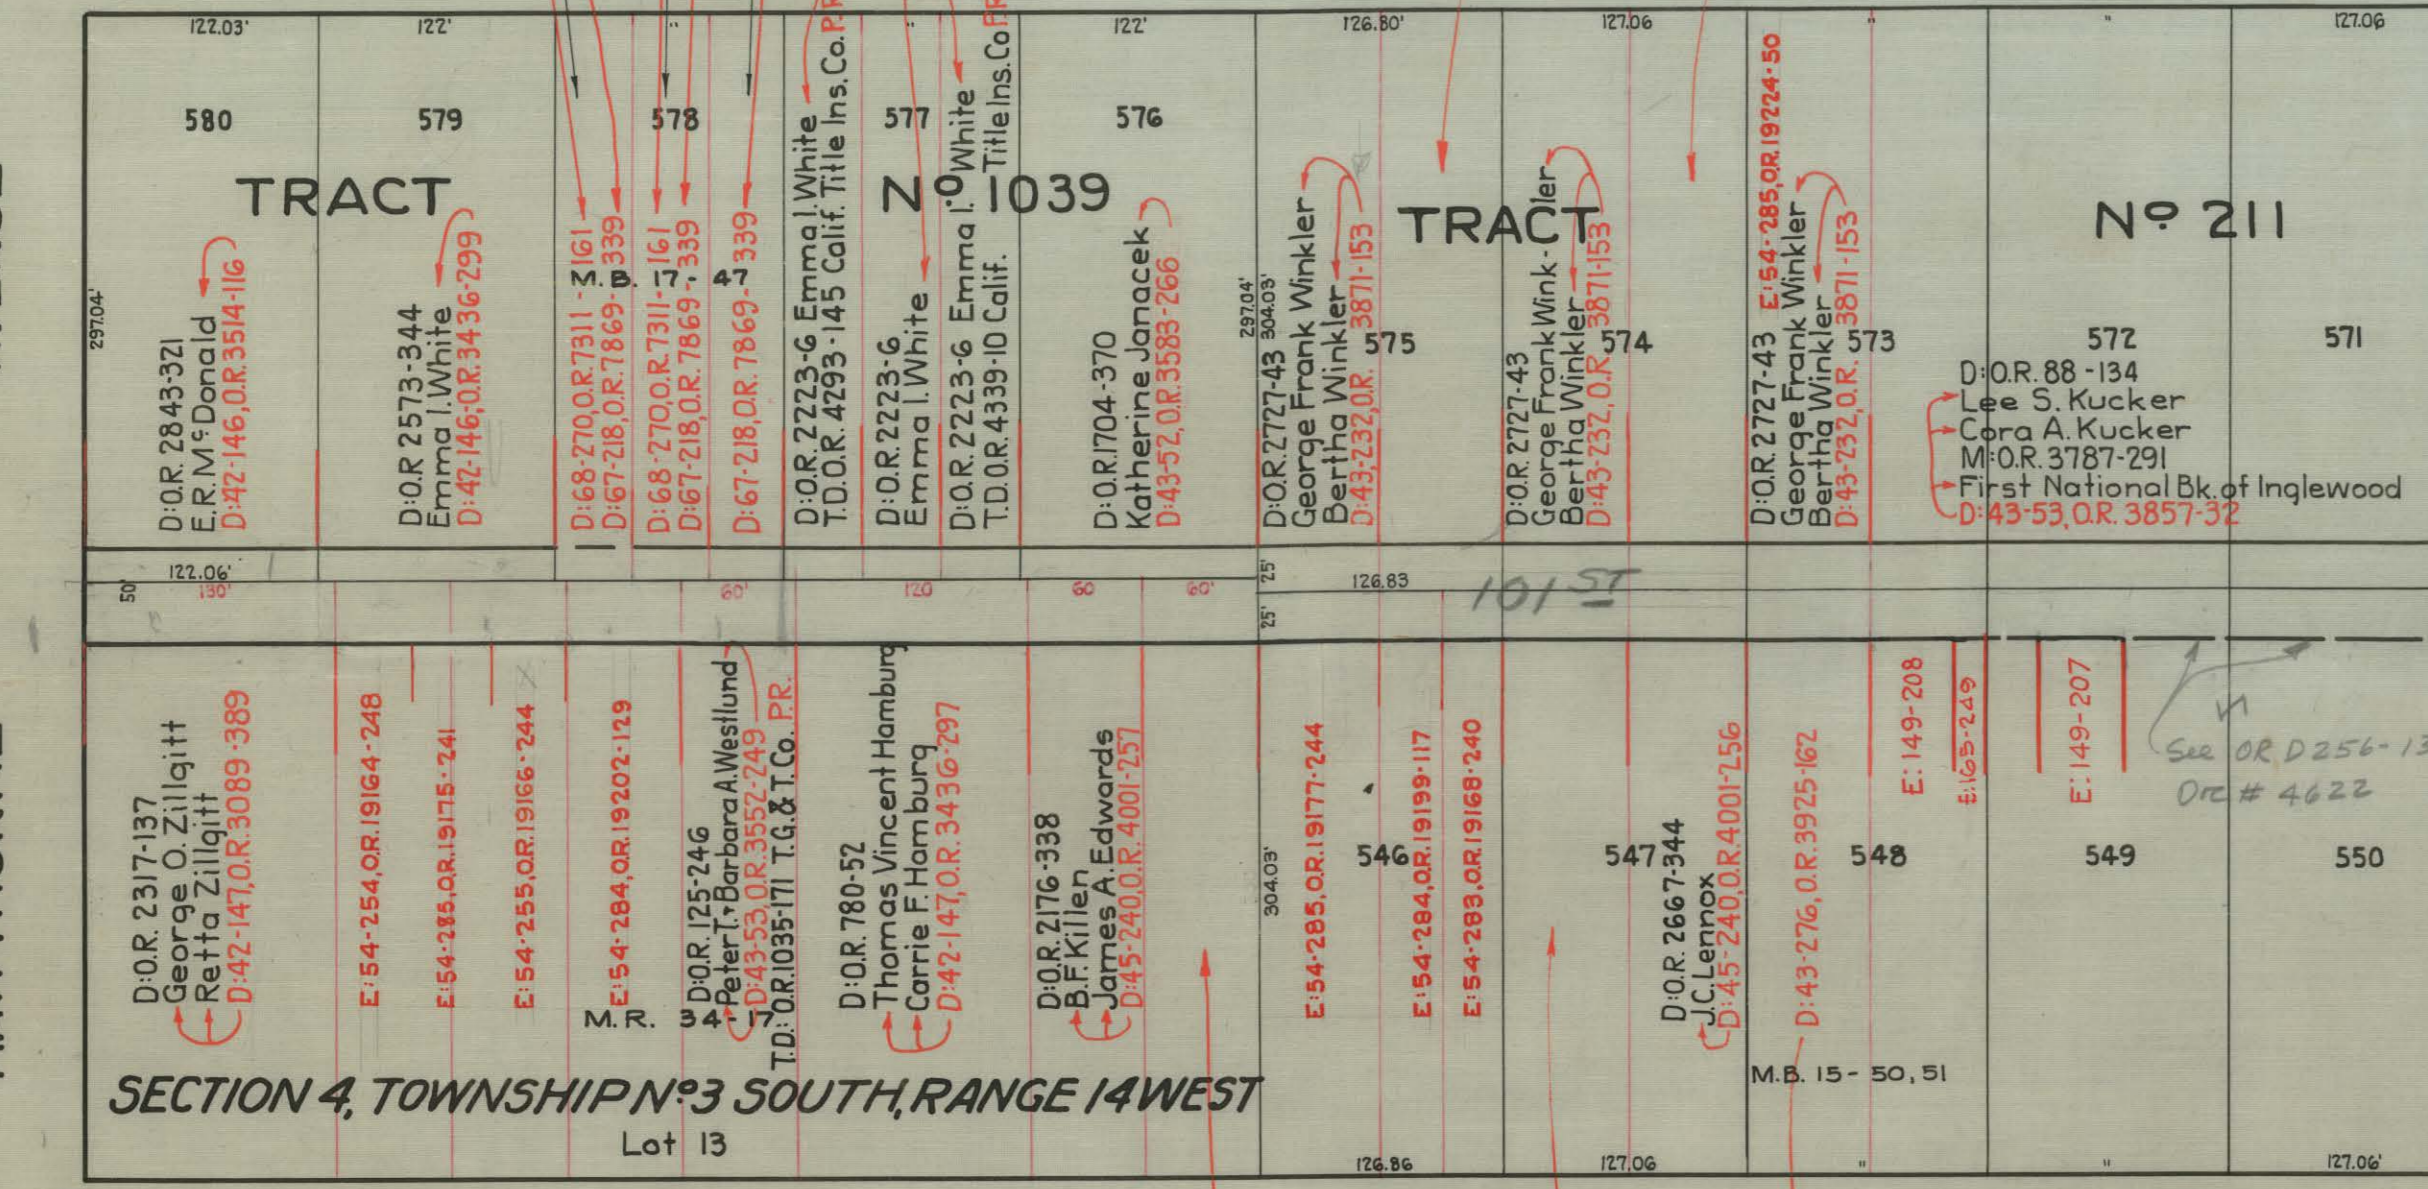 122.03'
122'
"
"
122'
126.80'
127.06
"
"
127.06
580
579
578
577
576
TRACT
Nº 1039
TRACT
Nº 211
M.B. 17 - 47
297.04'
D:O.R. 2843-321
E.R.McDonald
D:42-146,O.R.3514-116
D:O.R 2573-344
Emma I.White
D:42-146,O.R.3436-299
D:68-270,O.R.7311-161
D:67-218,O.R.7869-339
D:68-270,O.R.7311-161
D:67-218,O.R.7869-339
D:67-218,O.R.7869-339
D:O.R.2223-6 Emma I.White
T.D.O.R.4293-145 Calif. Title Ins.Co.
D:O.R.2223-6
Emma I.White
D:O.R.2223-6 Emma I. White
T.D.O.R.4339-10 Calif. Title Ins.Co
D:O.R.1704-370
Katherine Janacek
D:43-52,O.R.3583-266
297.04'
304.03'
D:O.R.2727-43
George Frank Winkler
Bertha Winkler
D:43-232,O.R. 3871-153
575
D:O.R.2727-43
George Frank Wink-ler
Bertha Winkler
D:43-232,O.R. 3871-153
574
D:O.R.2727-43 E:54-285,O.R.19224-50
George Frank Winkler
Bertha Winkler
D:43-232,O.R. 3871-153
573
572
571
D:O.R. 88-134
Lee S. Kucker
Cora A. Kucker
M:O.R. 3787-291
First National Bk. of Inglewood
D:43-53,O.R. 3857-32
122.06'
50'
130'
60'
120
60
60'
25'
25'
126.83
101 ST
D:O.R. 2317-137
George O. Zillgitt
Retta Zillgitt
D:42-147,O.R.3089-389
E:54-254,O.R.19164-248
E:54-285,O.R.19175-241
E:54-255,O.R.19166-244
E:54-284,O.R.19202-129
M.R. 34-17
D:O.R. 125-246
Peter T. & Barbara A. Westlund
D:43-53,O.R.3552-249
T.D.:O.R.1035-171 T.G.&T.Co. P.R.
D:O.R. 780-52
Thomas Vincent Hamburg
Carrie F. Hamburg
D:42-147,O.R.3436-297
D:O.R.2176-338
B.F.Killen
James A. Edwards
D:45-240,O.R.4001-257
304.03'
E:54-285,O.R.19177-244
546
E:54-284,O.R.19199-117
E:54-283,O.R.19168-240
547
D:O.R. 2667-344
J.C.Lennox
D:45-240,O.R.4001-256
D:43-276,O.R.3925-162
548
E:149-208
E:165-249
E:149-207
549
550
See OR D256-13
Ord # 4622
M.B. 15 - 50, 51
SECTION 4, TOWNSHIP Nº 3 SOUTH, RANGE 14 WEST
Lot 13
126.86
127.06
"
"
127.06'